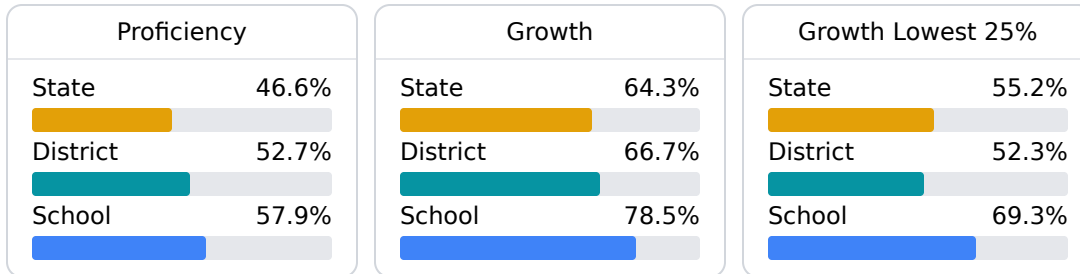 Proficiency
State 46.6%
District 52.7%
School 57.9%
Growth
State 64.3%
District 66.7%
School 78.5%
Growth Lowest 25%
State 55.2%
District 52.3%
School 69.3%